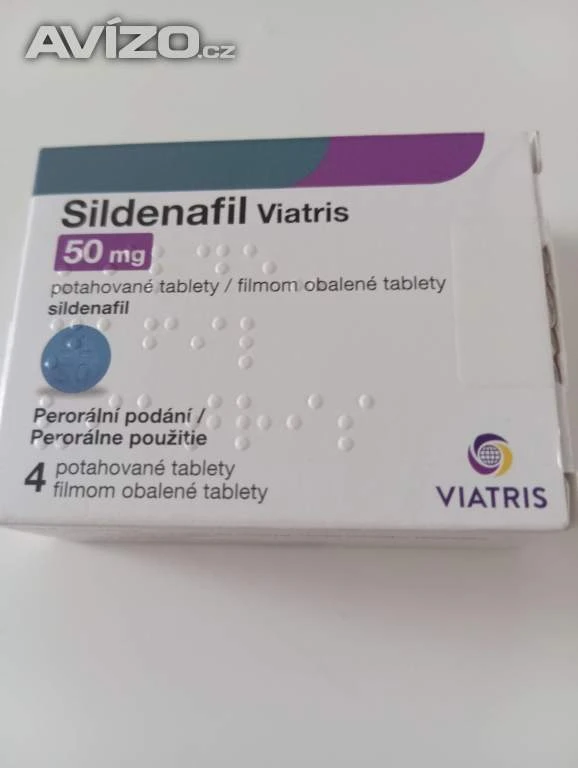 AVÍZO.cz
Sildenafil Viatris
50 mg
potahované tablety / filmom obalené tablety
sildenafil
Perorální podání /
Perorálne použitie
4 potahované tablety
filmom obalené tablety
VIATRIS